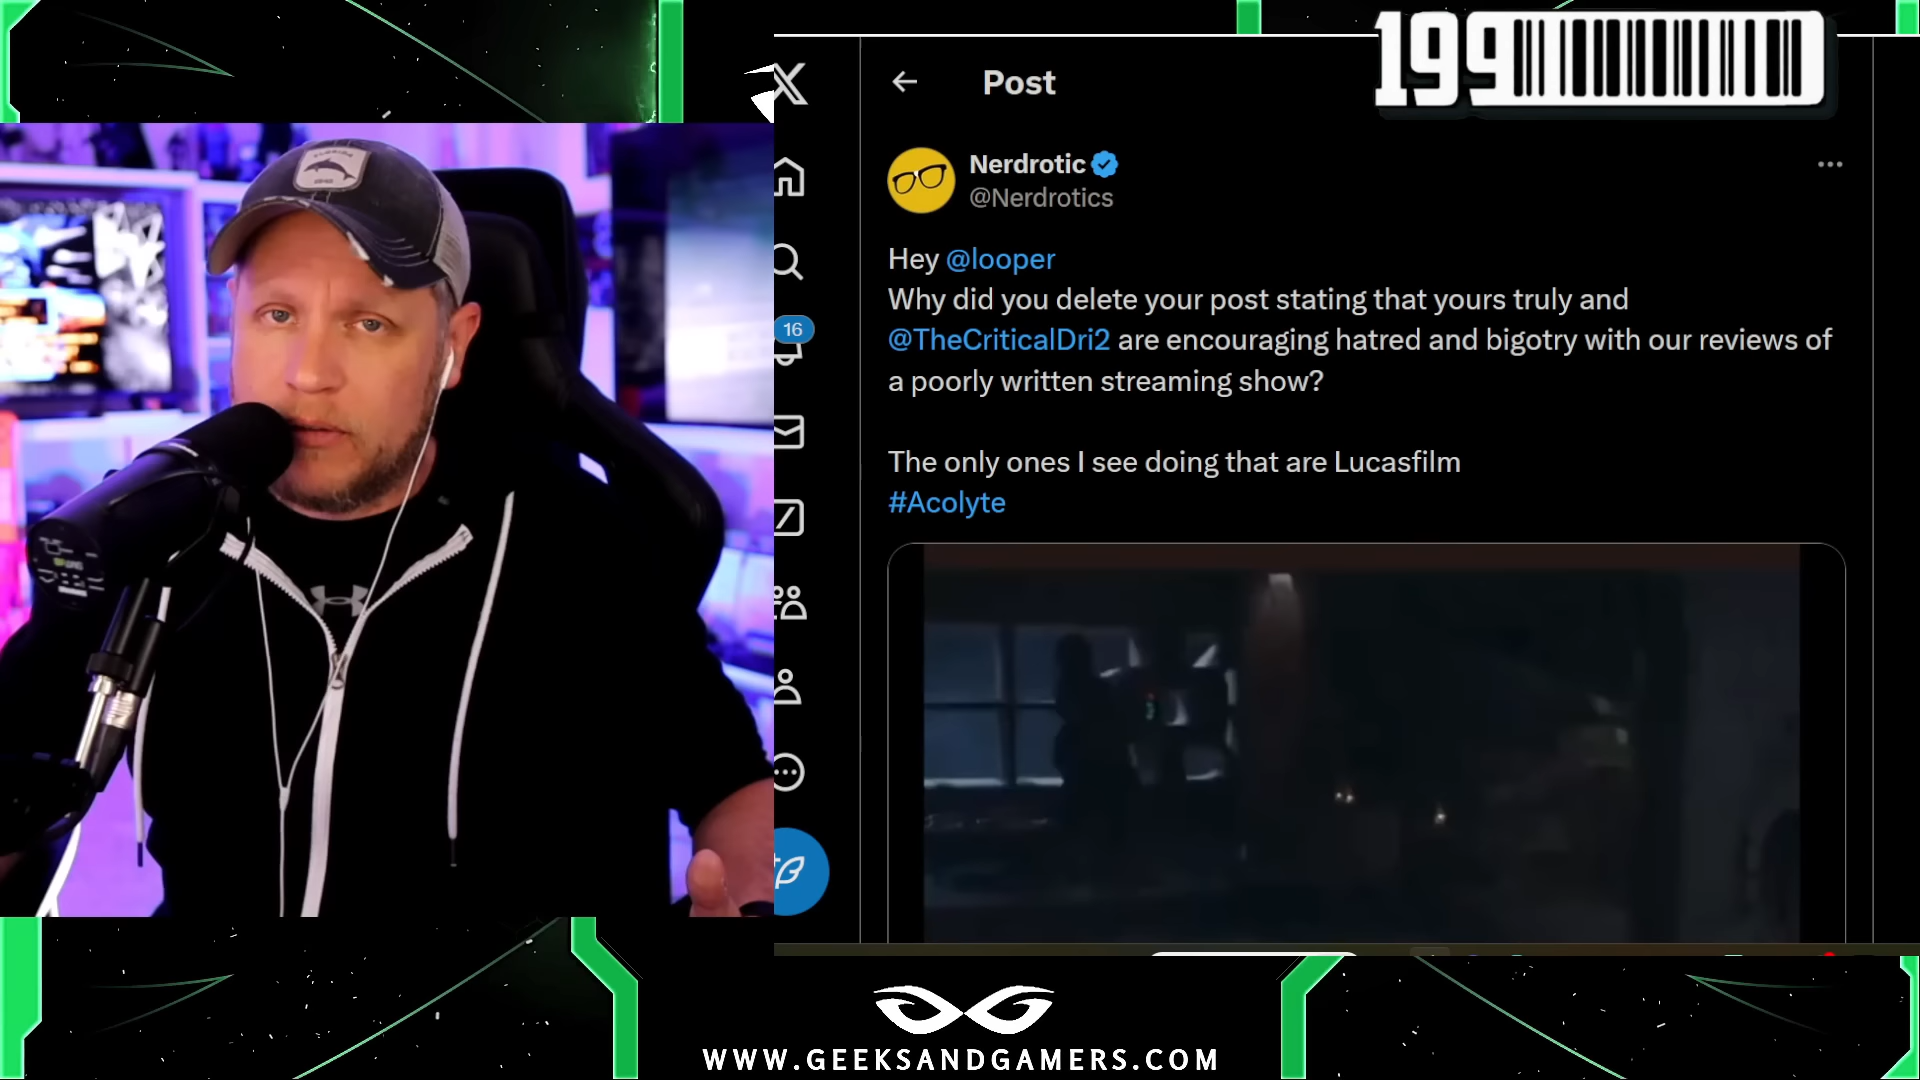 199
Post
Nerdrotic
@Nerdrotics
Hey @looper
Why did you delete your post stating that yours truly and
@TheCriticalDri2 are encouraging hatred and bigotry with our reviews of
a poorly written streaming show?
The only ones I see doing that are Lucasfilm
#Acolyte
16
WWW.GEEKSANDGAMERS.COM